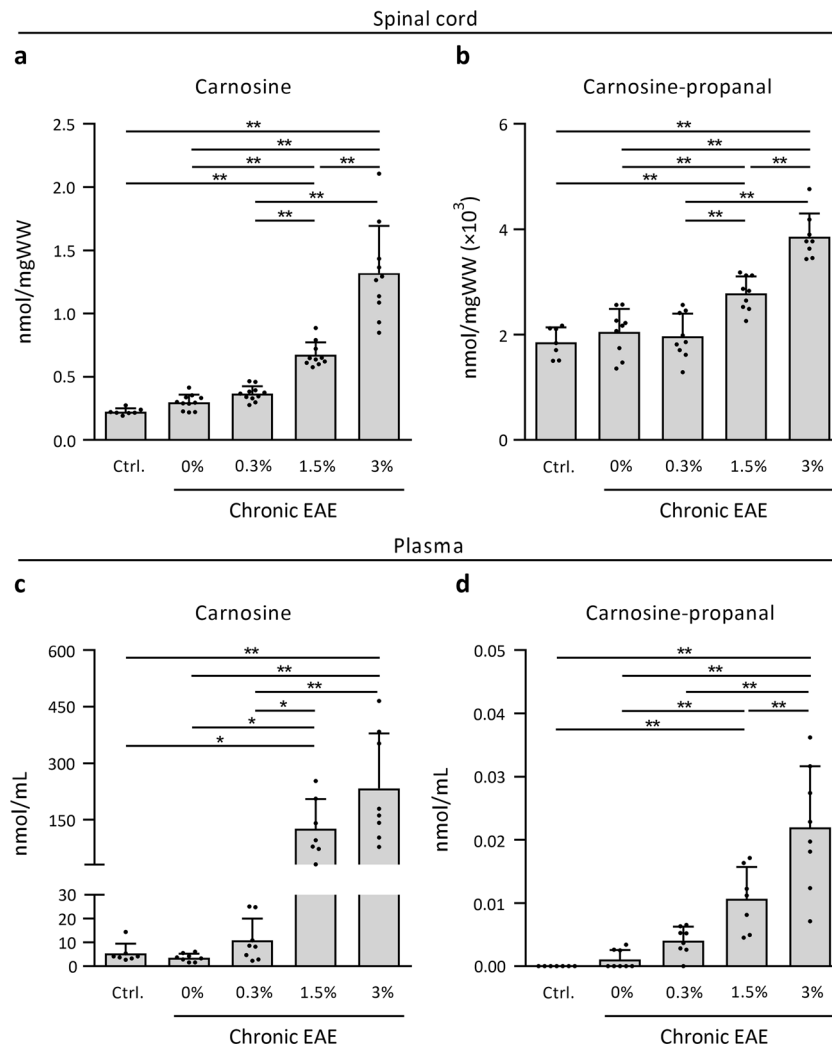 Spinal cord
a
b
Carnosine
Carnosine-propanal
nmol/mgWW
2.5
2.0
1.5
1.0
0.5
0.0
**
**
** **
**
**
**
Ctrl. 0% 0.3% 1.5% 3%
Chronic EAE
nmol/mgWW (×10³)
6
4
2
0
**
**
** **
**
**
**
Ctrl. 0% 0.3% 1.5% 3%
Chronic EAE
Plasma
c
d
Carnosine
Carnosine-propanal
nmol/mL
600
450
300
150
30
20
10
0
**
**
**
*
*
*
Ctrl. 0% 0.3% 1.5% 3%
Chronic EAE
nmol/mL
0.05
0.04
0.03
0.02
0.01
0.00
**
**
**
** **
**
Ctrl. 0% 0.3% 1.5% 3%
Chronic EAE